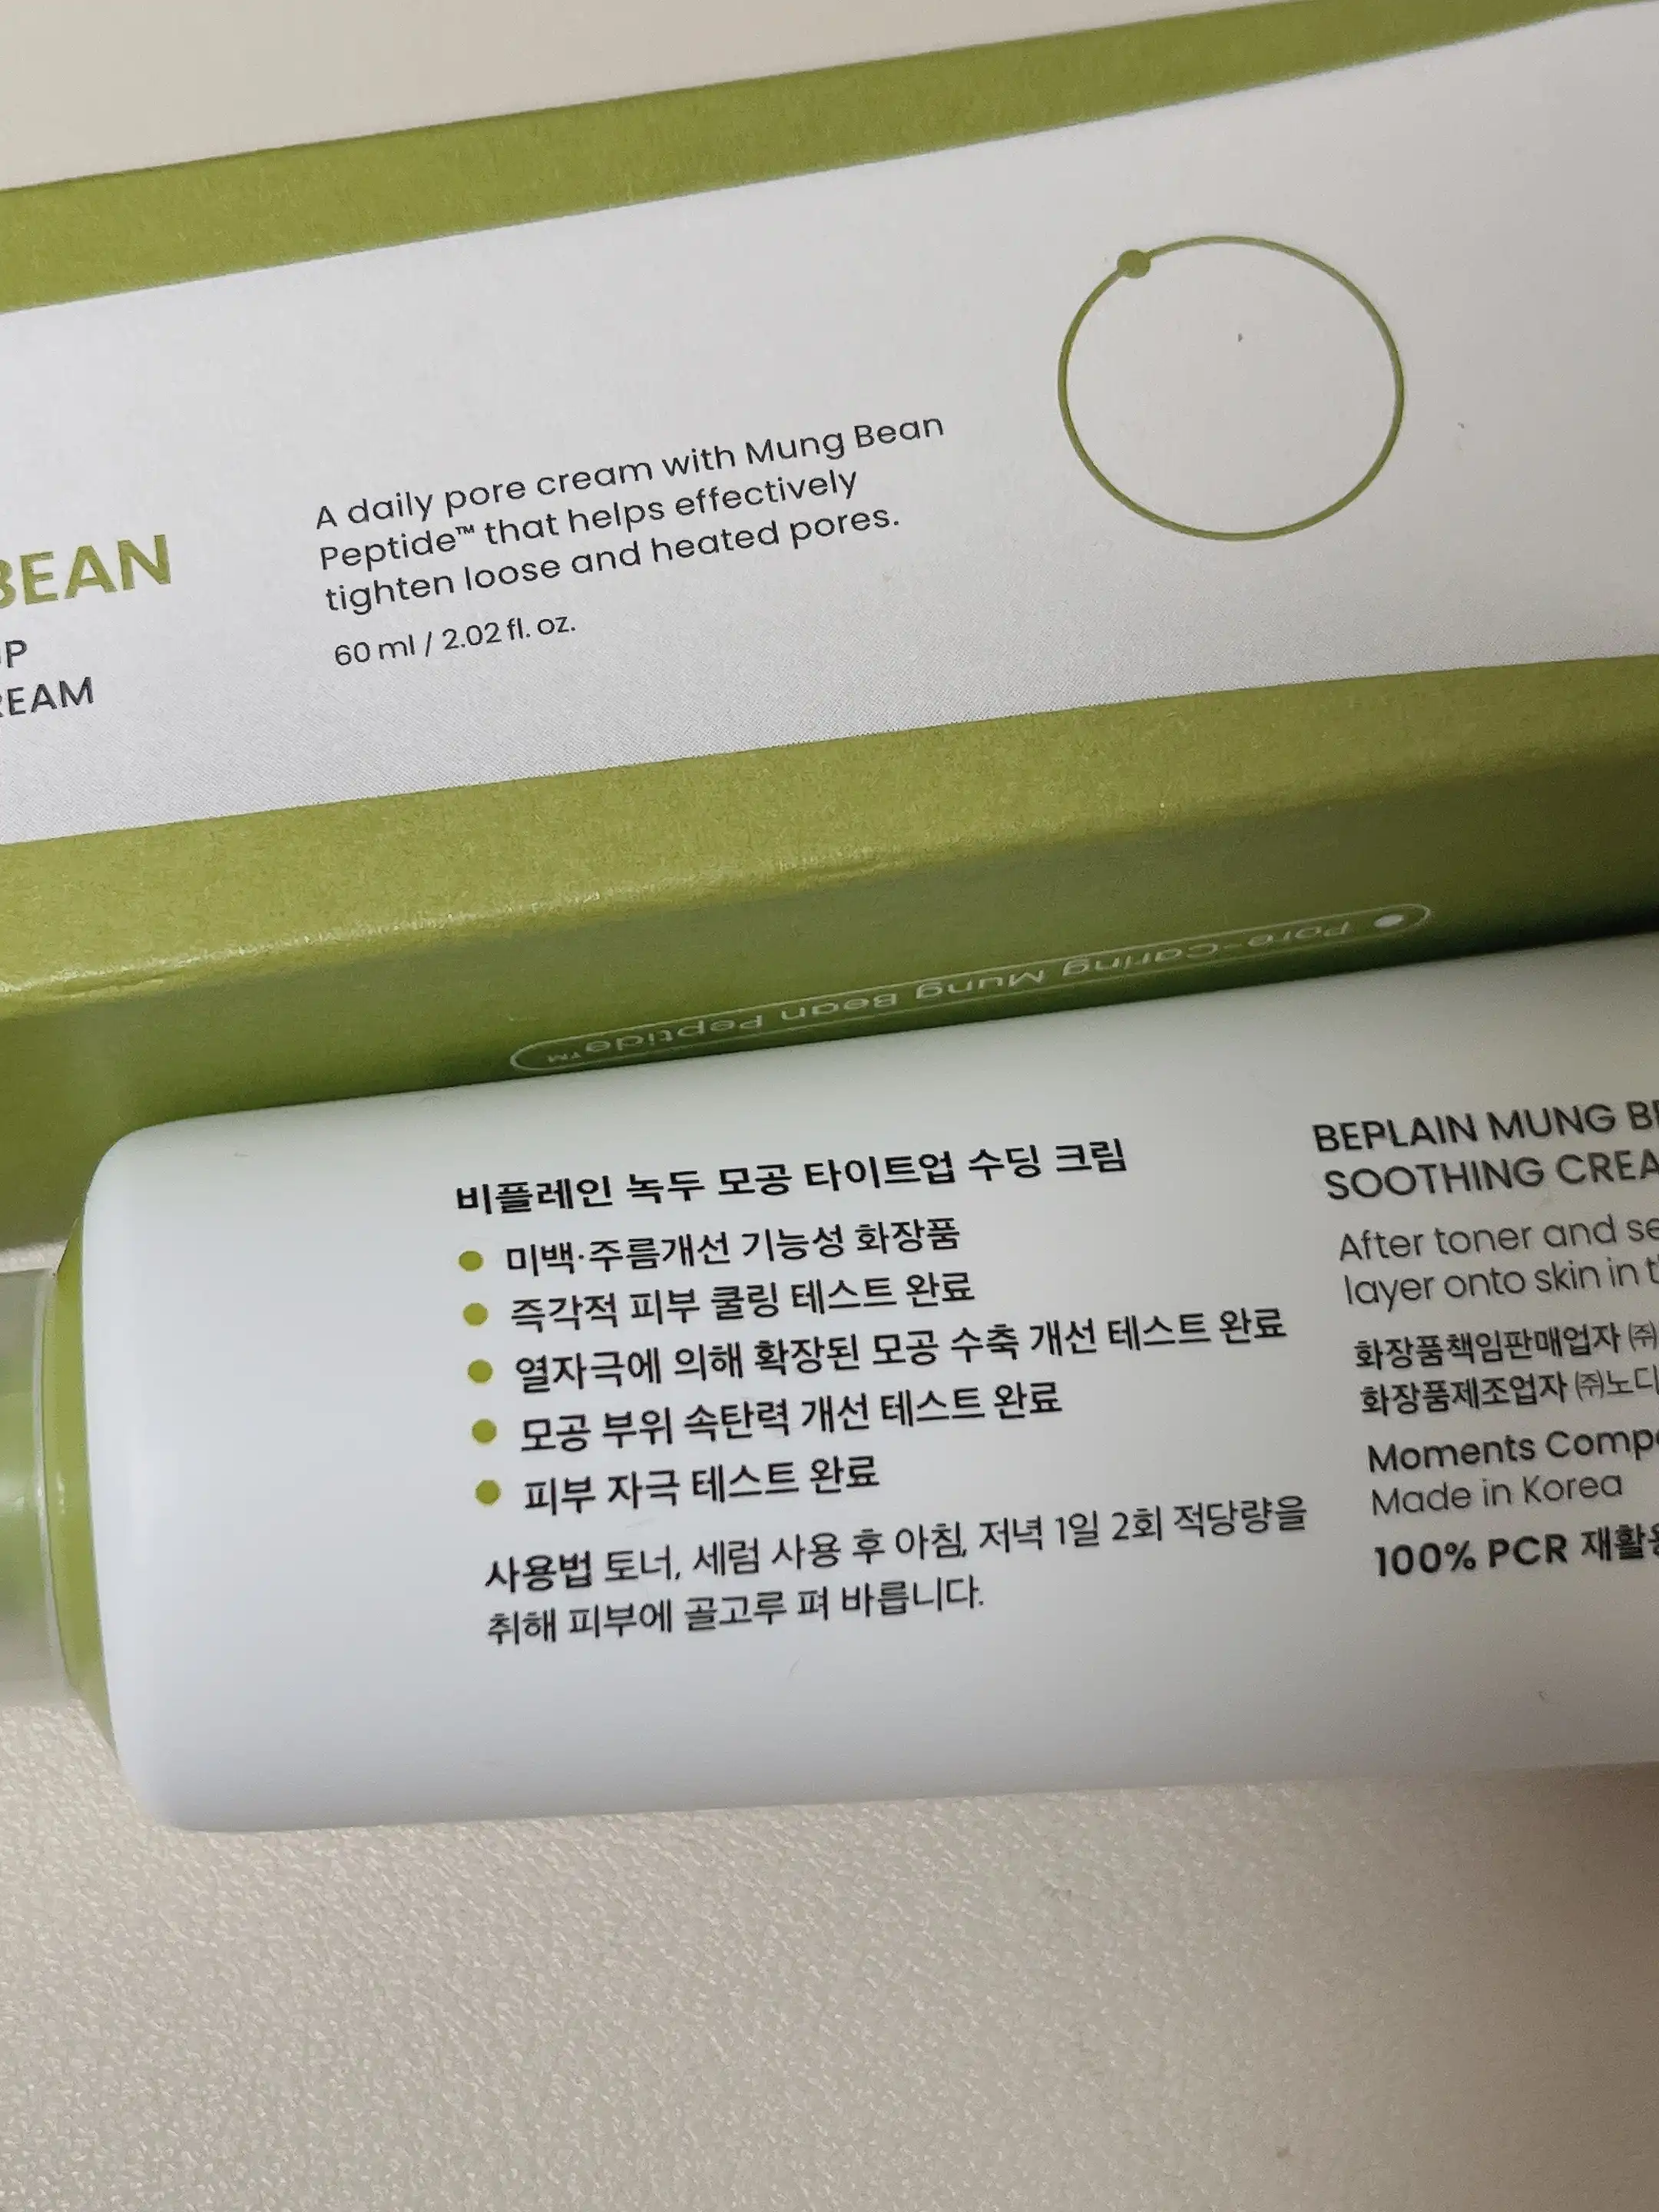 BEAN
A daily pore cream with Mung Bean
Peptide™ that helps effectively
tighten loose and heated pores.
60 ml / 2.02 fl. oz.
Pore-Caring Mung Bean Peptide™
비플레인 녹두 모공 타이트업 수딩 크림
미백·주름개선 기능성 화장품
즉각적 피부 쿨링 테스트 완료
열자극에 의해 확장된 모공 수축 개선 테스트 완료
모공 부위 속탄력 개선 테스트 완료
피부 자극 테스트 완료
사용법 토너, 세럼 사용 후 아침, 저녁 1일 2회 적당량을
취해 피부에 골고루 펴 바릅니다.
BEPLAIN MUNG
SOOTHING
After toner and
layer onto skin in
화장품책임판매업자 ㈜
화장품제조업자 ㈜
Moments
Made in Korea
100% PCR